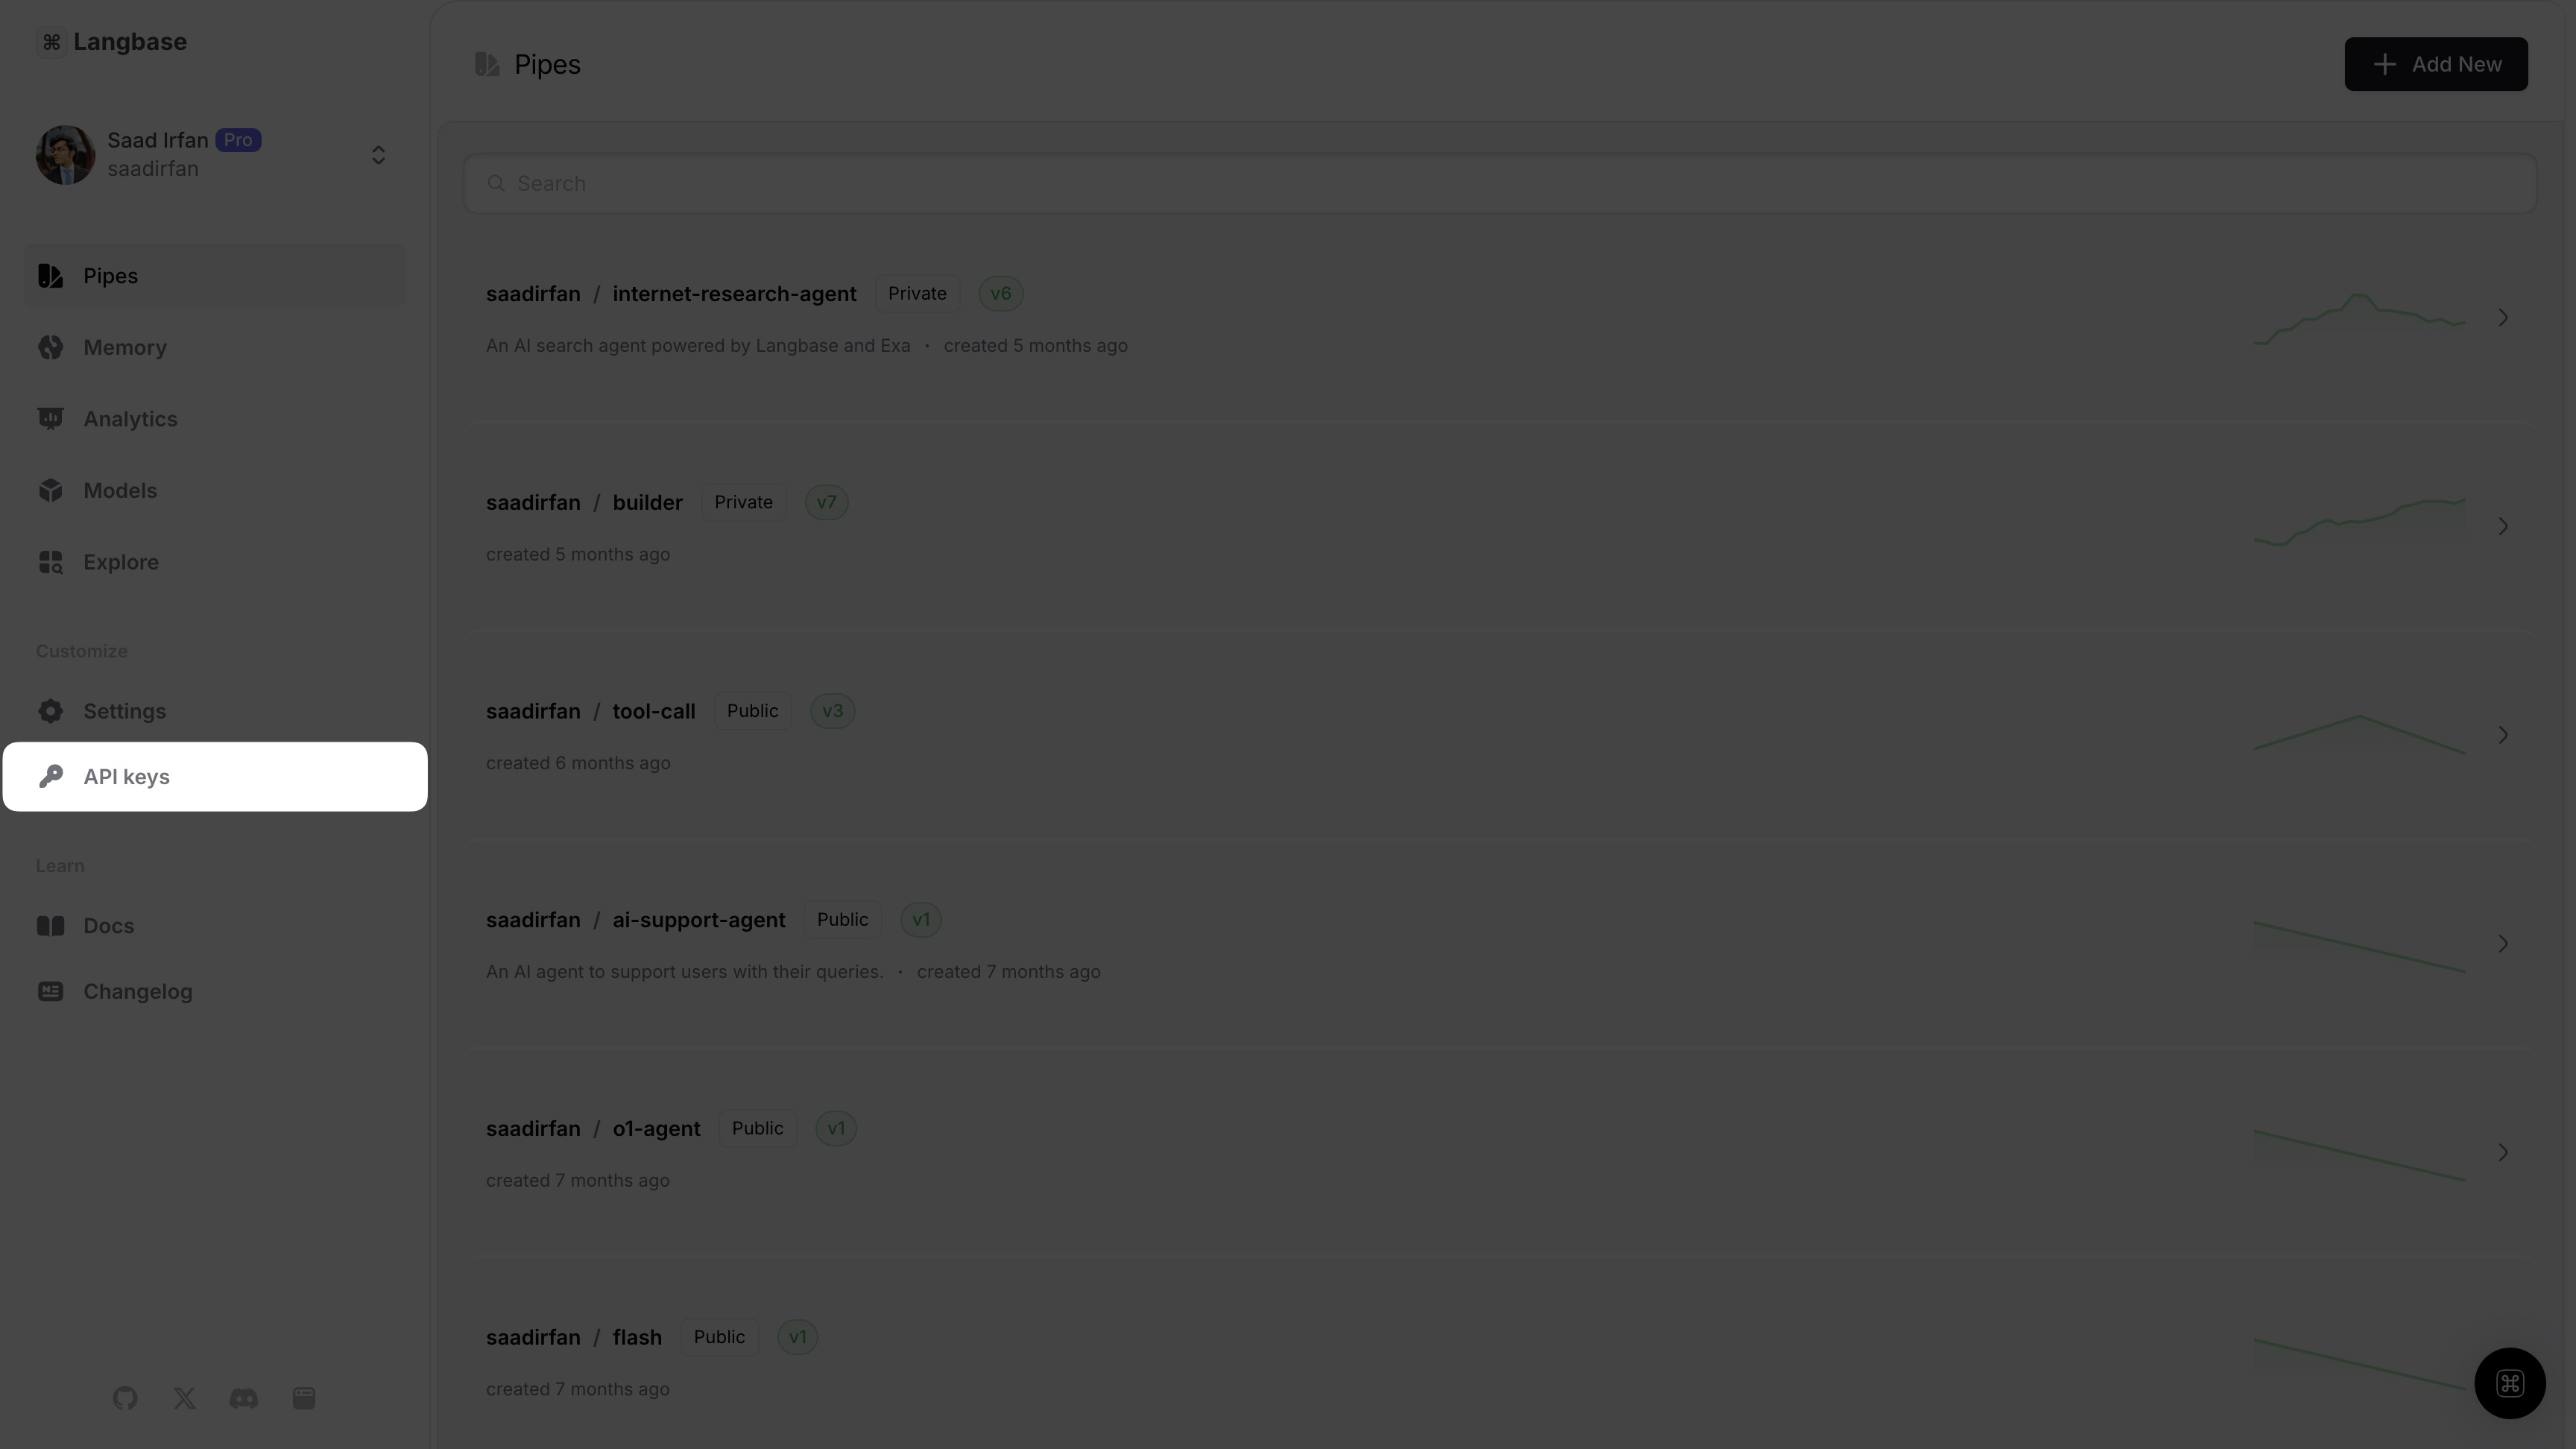 Langbase
Saad Irfan Pro
saadirfan
Pipes
Memory
Analytics
Models
Explore
Customize
Settings
API keys
Learn
Docs
Changelog
Pipes
Add New
Search
saadirfan / internet-research-agent Private v6
An AI search agent powered by Langbase and Exa • created 5 months ago
saadirfan / builder Private v7
created 5 months ago
saadirfan / tool-call Public v3
created 6 months ago
saadirfan / ai-support-agent Public v1
An AI agent to support users with their queries. • created 7 months ago
saadirfan / o1-agent Public v1
created 7 months ago
saadirfan / flash Public v1
created 7 months ago